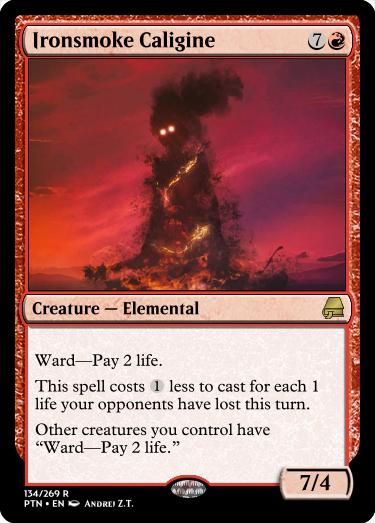 Ironsmoke Caligine 7
Creature — Elemental
Ward—Pay 2 life.
This spell costs 1 less to cast for each 1
life your opponents have lost this turn.
Other creatures you control have
“Ward—Pay 2 life.”
7/4
134/269 R
PTN • EN Andrei Z.T.